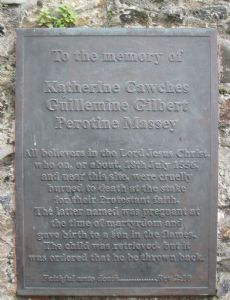 To the memory of
Katherine Cawches
Guillemine Gilbert
Perotine Massey
All believers in the Lord Jesus Christ,
who on, or about, 18th July 1556,
and near this site, were cruelly
burned to death at the stake
for their Protestant faith.
The latter named was pregnant at
the time of martyrdom and
gave birth to a son in the flames.
The child was retrieved, but it
was ordered that he be thrown back.
Faithful unto death Rev 2:10